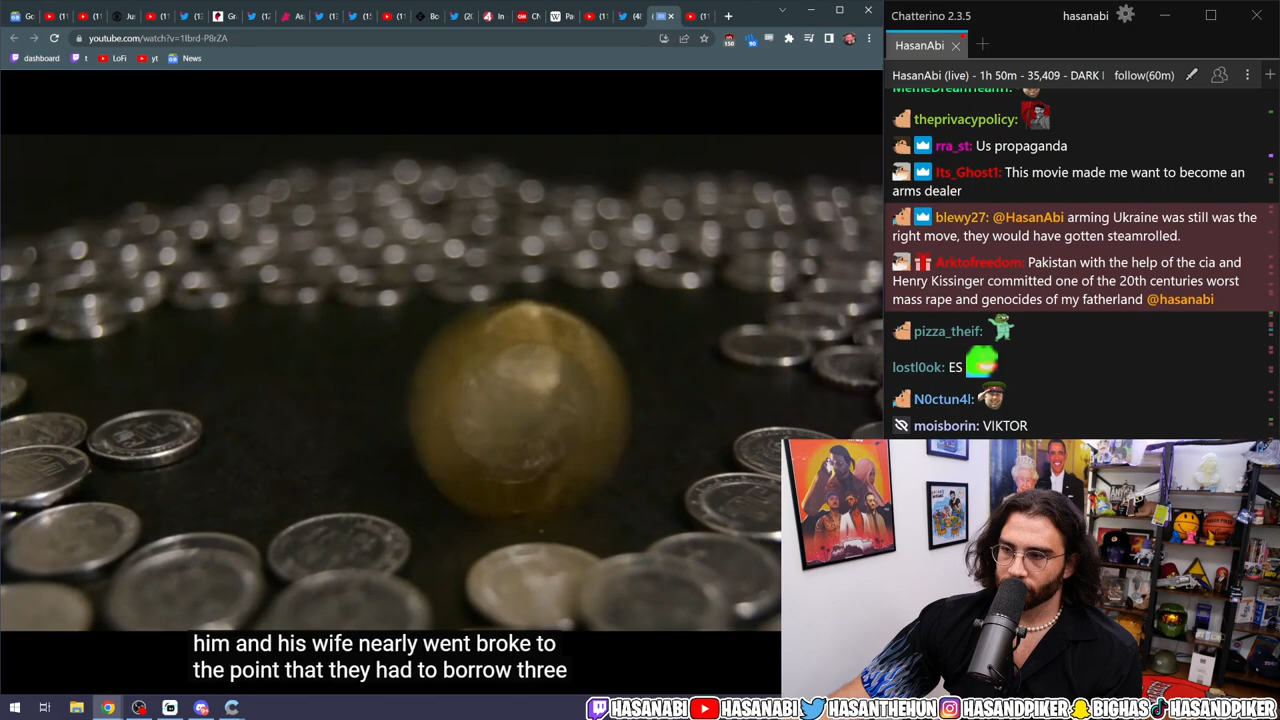 Chatterino 2.3.5
hasanabi
youtube.com/watch?v=1Ibrd-P8rZA
HasanAbi
dashboard
t
LoFi
yt
News
HasanAbi (live) - 1h 50m - 35,409 - DARK
follow(60m)
theprivacypolicy:
rra_st: Us propaganda
Its_Ghost1: This movie made me want to become an
arms dealer
blewy27: @HasanAbi arming Ukraine was still was the
right move, they would have gotten steamrolled.
Arktofreedom: Pakistan with the help of the cia and
Henry Kissinger committed one of the 20th centuries worst
mass rape and genocides of my fatherland @hasanabi
pizza_theif:
lostl0ok: ES
moisborin: VIKTOR
him and his wife nearly went broke to
the point that they had to borrow three
HASANABI HASANABI HASANTHEHUN HASANDPIKER BIGHAS HASANDPIKER